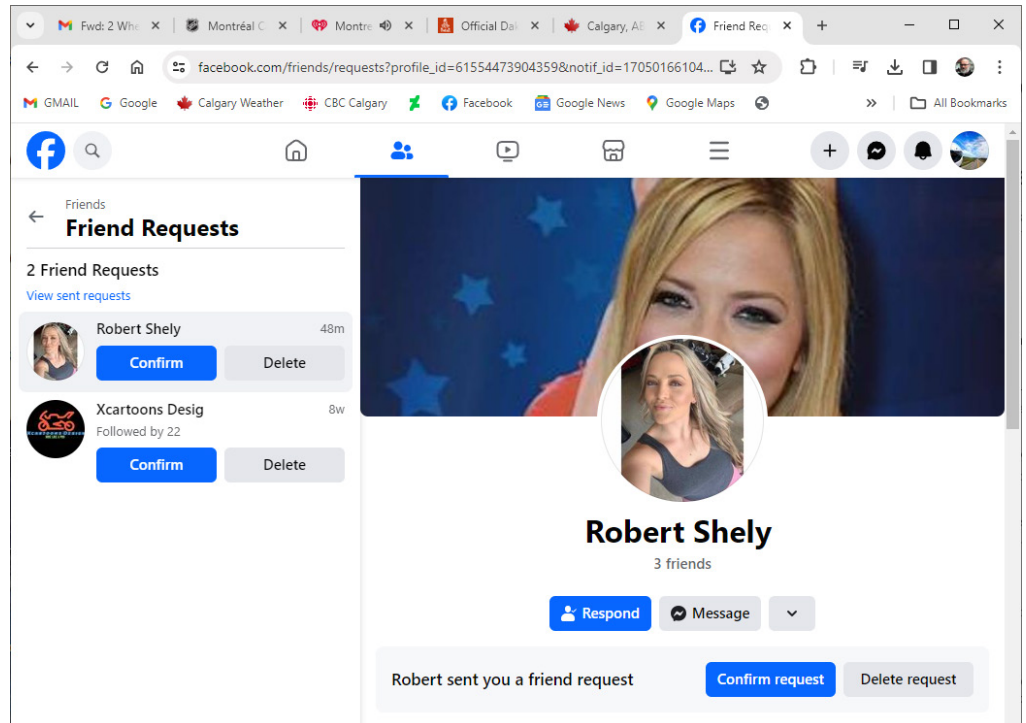 Fwd: 2 Whe
Montréal C
Montre
Official Dal
Calgary, AB
Friend Req
facebook.com/friends/requests?profile_id=61554473904359&notif_id=17050166104...
GMAIL
Google
Calgary Weather
CBC Calgary
Facebook
Google News
Google Maps
All Bookmarks
Friends
Friend Requests
2 Friend Requests
View sent requests
Robert Shely 48m
Confirm Delete
Xcartoons Desig 8w
Followed by 22
Confirm Delete
Robert Shely
3 friends
Respond Message
Robert sent you a friend request Confirm request Delete request